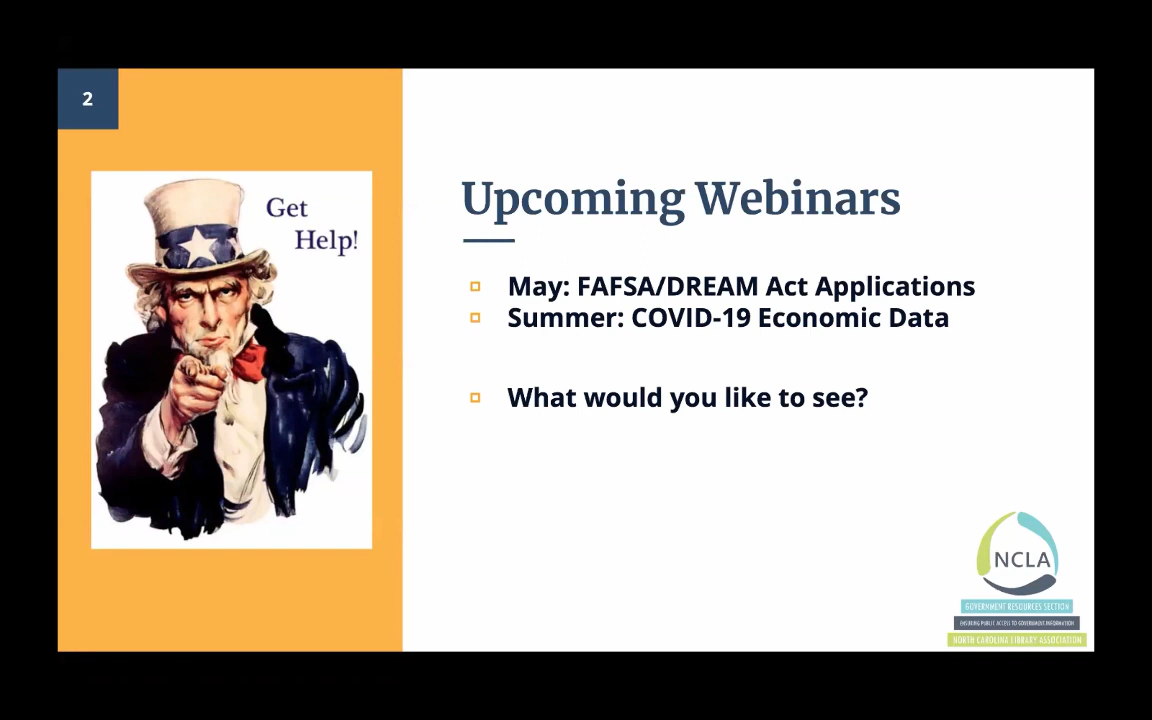 2
Get
Help!
Upcoming Webinars
May: FAFSA/DREAM Act Applications
Summer: COVID-19 Economic Data
What would you like to see?
NCLA
GOVERNMENT RESOURCES SECTION
ENSURING PUBLIC ACCESS TO GOVERNMENT INFORMATION
NORTH CAROLINA LIBRARY ASSOCIATION